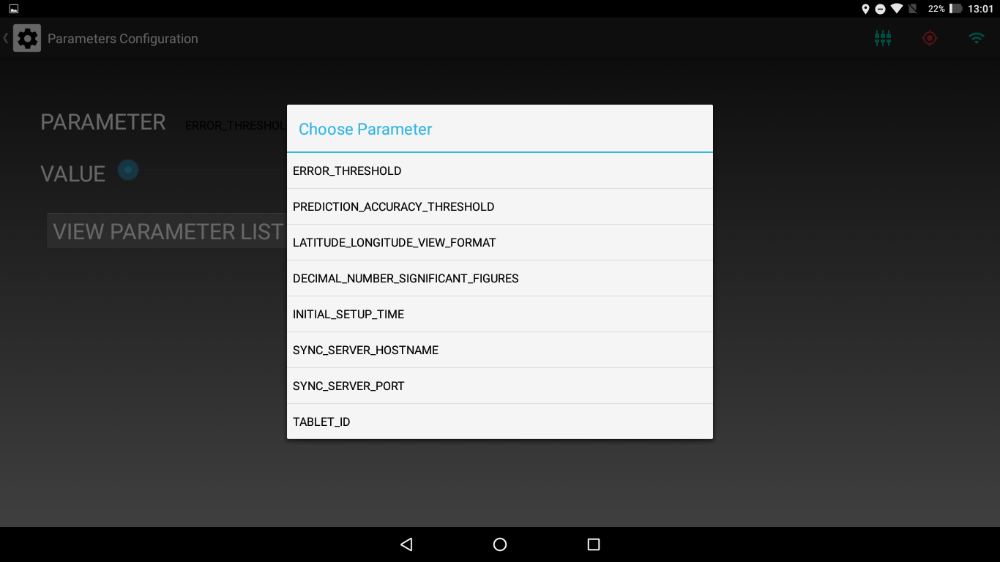 22% 13:01
Parameters Configuration
Choose Parameter
PARAMETER ERROR_THRESHOL
VALUE
VIEW PARAMETER LIST
ERROR_THRESHOLD
PREDICTION_ACCURACY_THRESHOLD
LATITUDE_LONGITUDE_VIEW_FORMAT
DECIMAL_NUMBER_SIGNIFICANT_FIGURES
INITIAL_SETUP_TIME
SYNC_SERVER_HOSTNAME
SYNC_SERVER_PORT
TABLET_ID